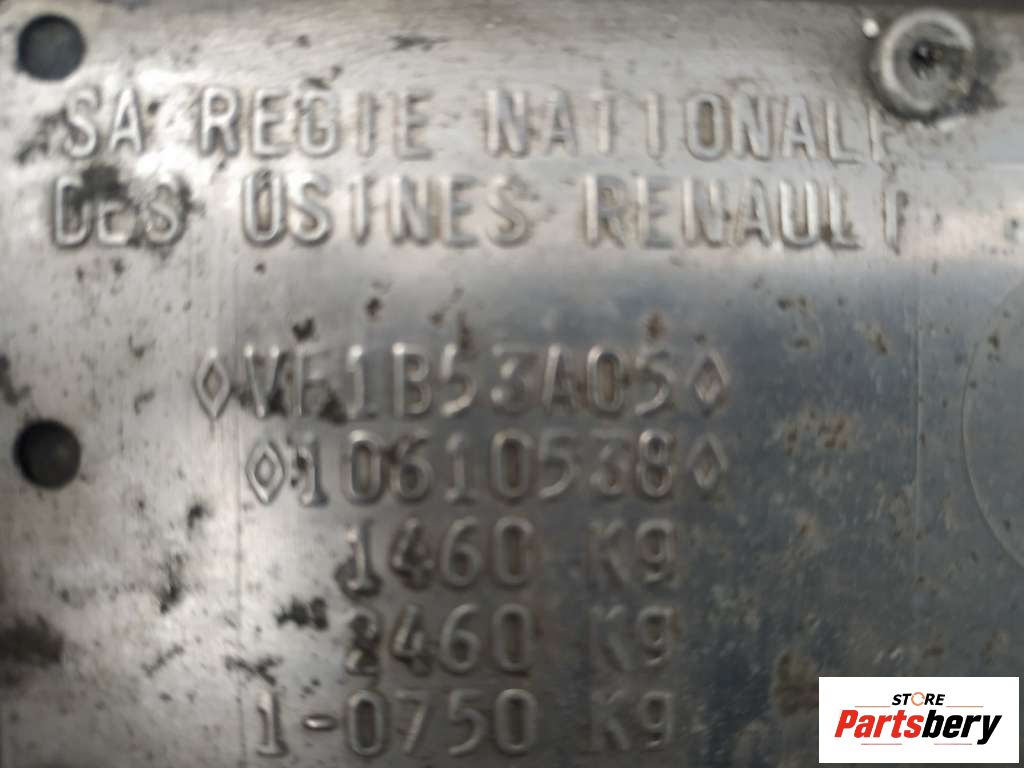 SA REGIE NATIONALE
DES USINES RENAULT
◊VF1B53A05◊
◊10610538◊
1460 Kg
2460 Kg
1-0750 Kg
STORE
Partsbery